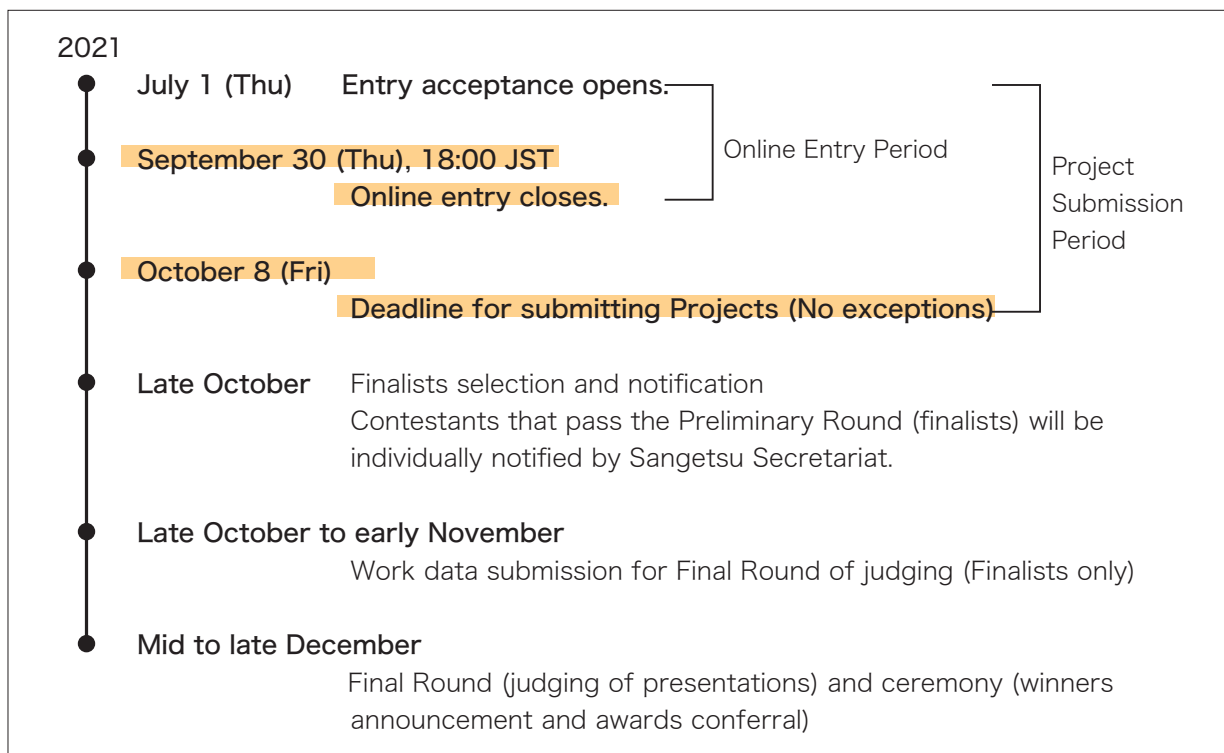 2021
July 1 (Thu) Entry acceptance opens.
September 30 (Thu), 18:00 JST
Online entry closes.
Online Entry Period
October 8 (Fri)
Deadline for submitting Projects (No exceptions)
Project
Submission
Period
Late October Finalists selection and notification
Contestants that pass the Preliminary Round (finalists) will be
individually notified by Sangetsu Secretariat.
Late October to early November
Work data submission for Final Round of judging (Finalists only)
Mid to late December
Final Round (judging of presentations) and ceremony (winners
announcement and awards conferral)